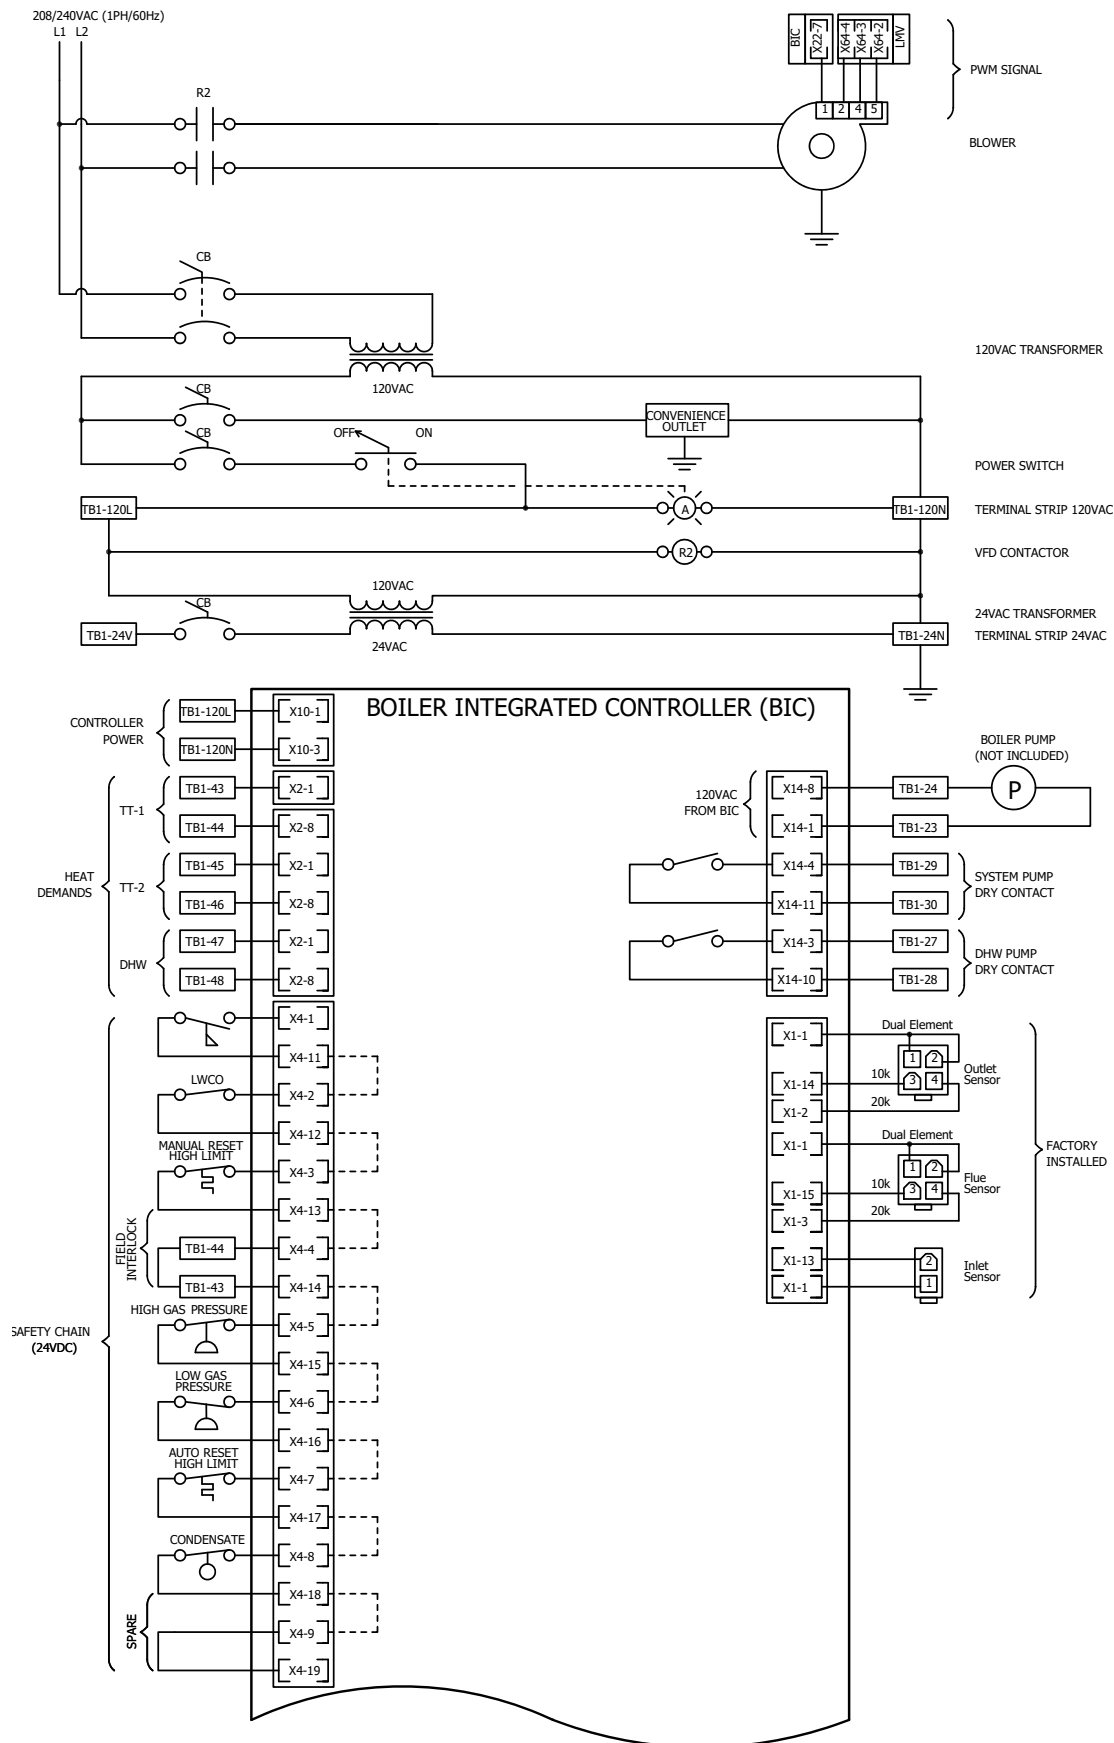 208/240VAC (1PH/60Hz)
L1 L2
BIC
X22-7
X64-4
X64-3
X64-2
LMV
PWM SIGNAL
R2
1 2 4 5
BLOWER
CB
120VAC TRANSFORMER
120VAC
CB
CONVENIENCE
OUTLET
CB
OFF ON
POWER SWITCH
TB1-120L
A
TB1-120N
TERMINAL STRIP 120VAC
R2
VFD CONTACTOR
120VAC
CB
24VAC TRANSFORMER
TB1-24V
TB1-24N
TERMINAL STRIP 24VAC
24VAC
BOILER INTEGRATED CONTROLLER (BIC)
CONTROLLER
POWER
TB1-120L
X10-1
TB1-120N
X10-3
HEAT
DEMANDS
TT-1
TB1-43
X2-1
TB1-44
X2-8
TT-2
TB1-45
X2-1
TB1-46
X2-8
DHW
TB1-47
X2-1
TB1-48
X2-8
BOILER PUMP
(NOT INCLUDED)
120VAC
FROM BIC
X14-8
TB1-24
P
X14-1
TB1-23
X14-4
TB1-29
X14-11
TB1-30
SYSTEM PUMP
DRY CONTACT
X14-3
TB1-27
X14-10
TB1-28
DHW PUMP
DRY CONTACT
SAFETY CHAIN
(24VDC)
X4-1
X4-11
LWCO
X4-2
X4-12
MANUAL RESET
HIGH LIMIT
X4-3
X4-13
FIELD
INTERLOCK
TB1-44
X4-4
TB1-43
X4-14
HIGH GAS PRESSURE
X4-5
X4-15
LOW GAS
PRESSURE
X4-6
X4-16
AUTO RESET
HIGH LIMIT
X4-7
X4-17
CONDENSATE
X4-8
X4-18
SPARE
X4-9
X4-19
X1-1
Dual Element
1 2
3 4
Outlet
Sensor
X1-14
10k
X1-2
20k
X1-1
Dual Element
1 2
3 4
Flue
Sensor
X1-15
10k
X1-3
20k
X1-13
2
X1-1
1
Inlet
Sensor
FACTORY
INSTALLED